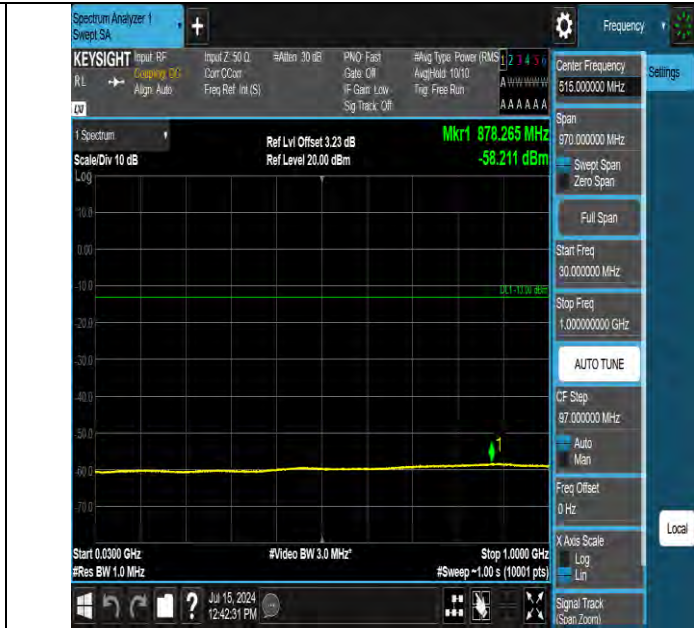 Spectrum Analyzer 1
Swept SA
+
Frequency
KEYSIGHT
RL
LXI
Input: RF
Coupling: DC
Align: Auto
Input Z: 50 Ω
Corr CCorr
Freq Ref: Int (S)
#Atten: 30 dB
PNO: Fast
Gate: Off
IF Gain: Low
Sig Track: Off
#Avg Type: Power (RMS
Avg|Hold: 10/10
Trig: Free Run
1 2 3 4 5 6
A W W W W W
A A A A A A
Settings
1 Spectrum
Scale/Div 10 dB
Log
Ref Lvl Offset 3.23 dB
Ref Level 20.00 dBm
Mkr1 878.265 MHz
-58.211 dBm
10.0
0.00
-10.0
DL1 -13.00 dBm
-20.0
-30.0
-40.0
-50.0
1
-60.0
-70.0
Start 0.0300 GHz
#Res BW 1.0 MHz
#Video BW 3.0 MHz*
Stop 1.0000 GHz
#Sweep ~1.00 s (10001 pts)
Center Frequency
515.000000 MHz
Span
970.000000 MHz
Swept Span
Zero Span
Full Span
Start Freq
30.000000 MHz
Stop Freq
1.000000000 GHz
AUTO TUNE
CF Step
97.000000 MHz
Auto
Man
Freq Offset
0 Hz
X Axis Scale
Log
Lin
Signal Track
(Span Zoom)
Local
?
Jul 15, 2024
12:42:31 PM